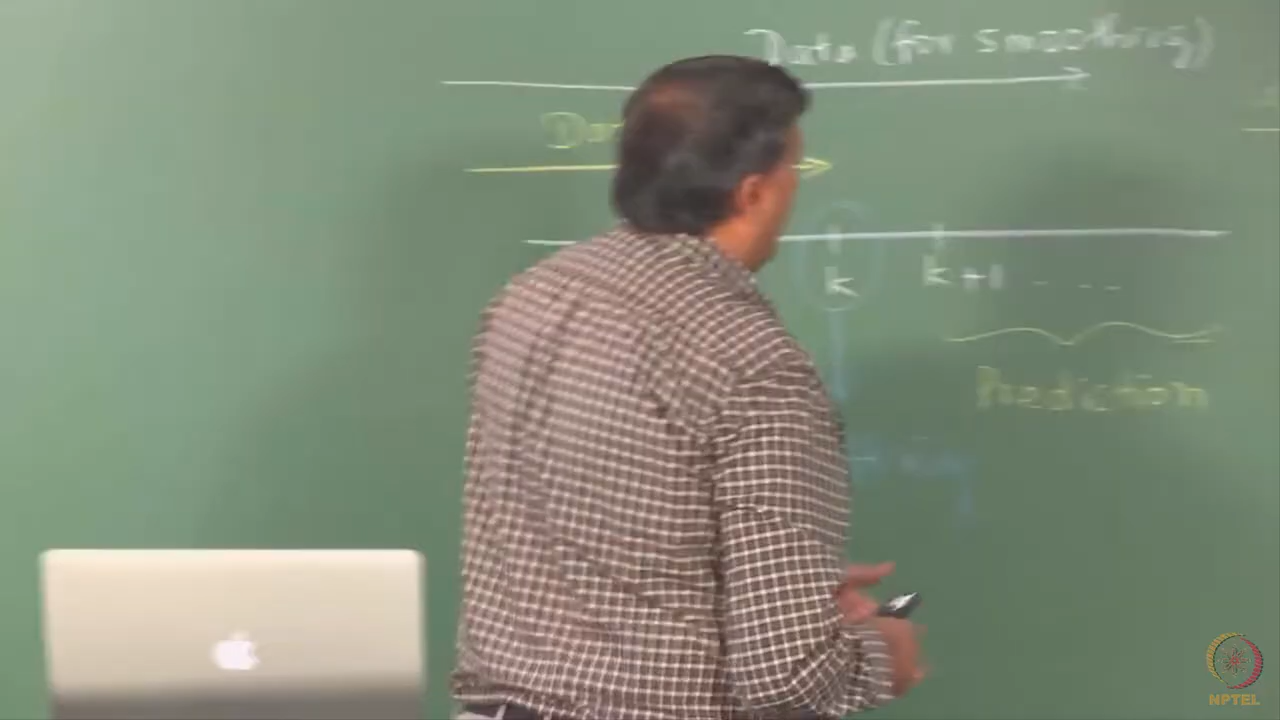 Data (for smoothing)
k k+1 - - - -
Prediction
NPTEL